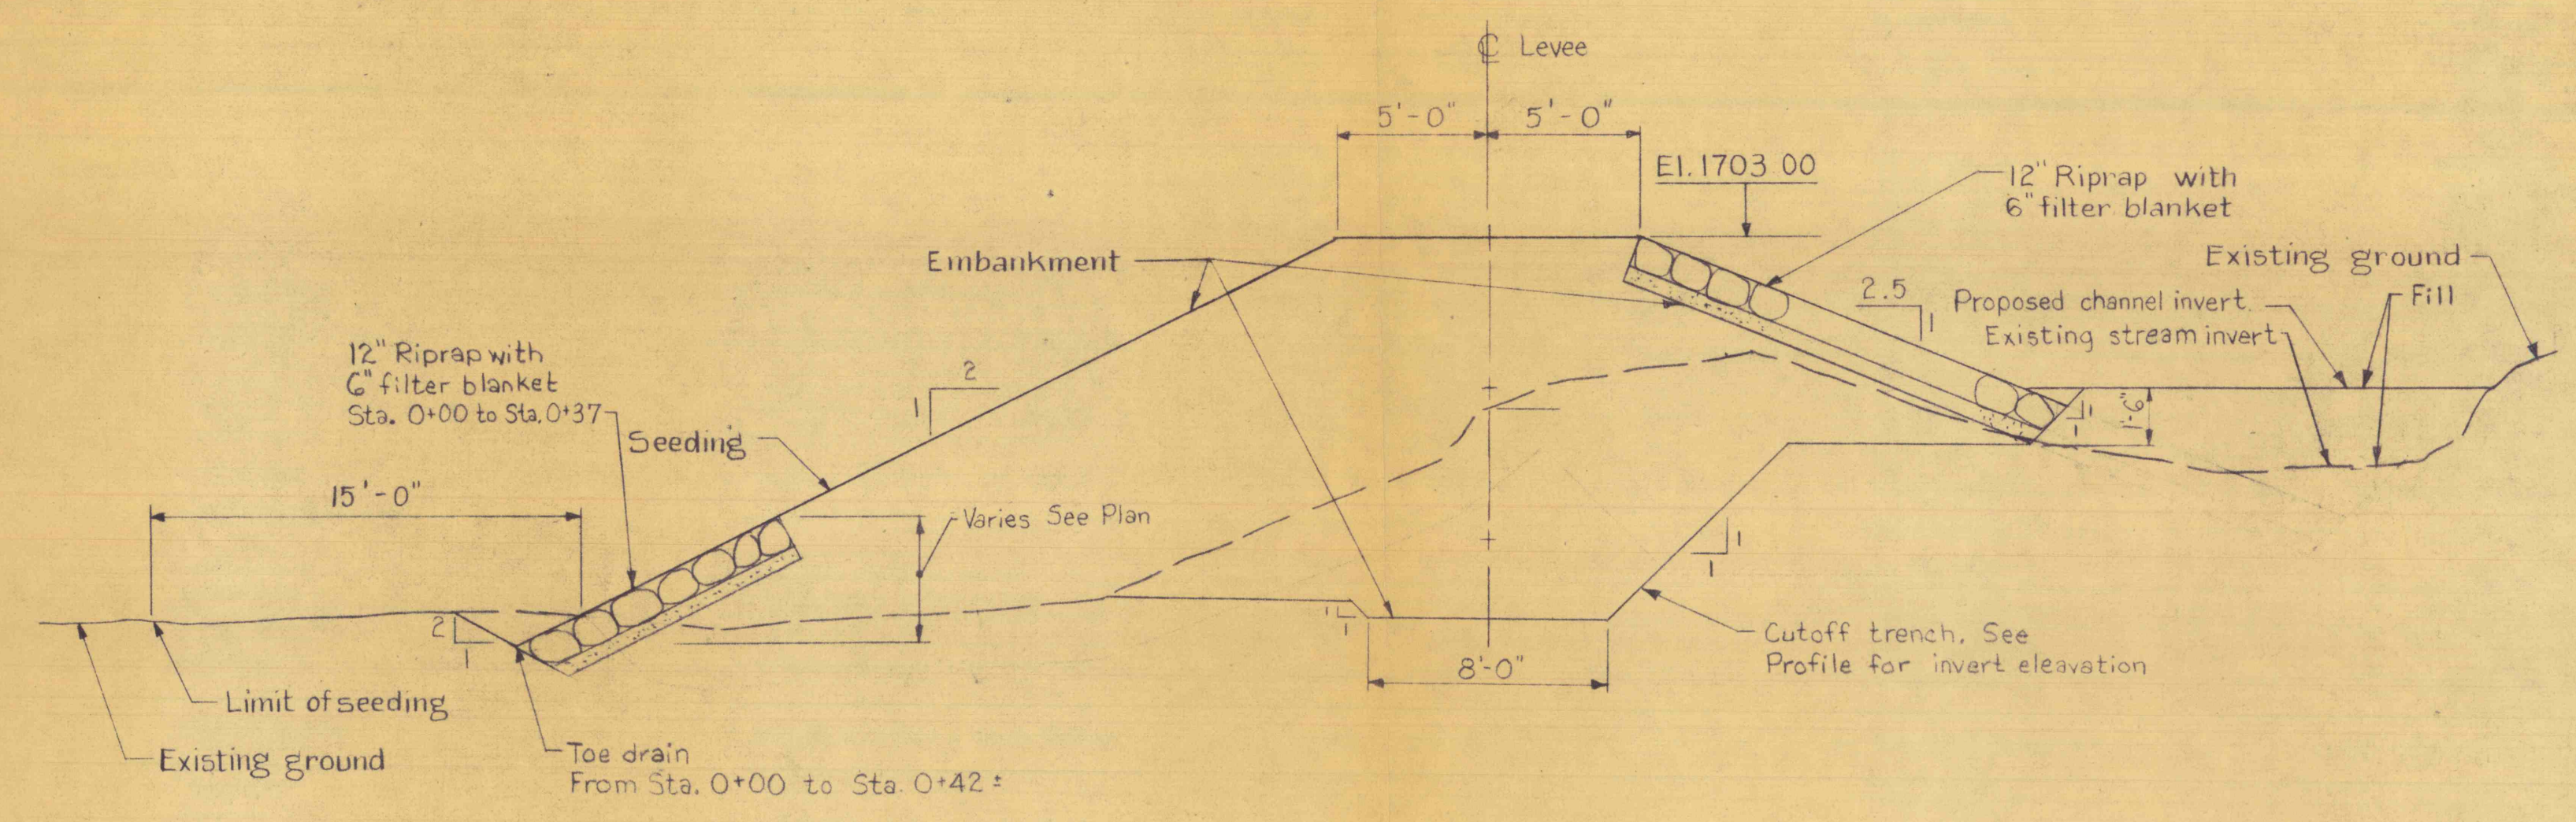 ℄ Levee
5'-0"
5'-0"
El. 1703 00
12" Riprap with
6" filter blanket
Existing ground
Embankment
2.5
1
Proposed channel invert
Fill
Existing stream invert
12" Riprap with
6" filter blanket
Sta. 0+00 to Sta. 0+37
2
1
1
1
1'-6"
Seeding
15'-0"
Varies See Plan
1
1
2
1
1
1
Cutoff trench. See
Profile for invert eleavation
8'-0"
Limit of seeding
Existing ground
Toe drain
From Sta. 0+00 to Sta. 0+42 ±